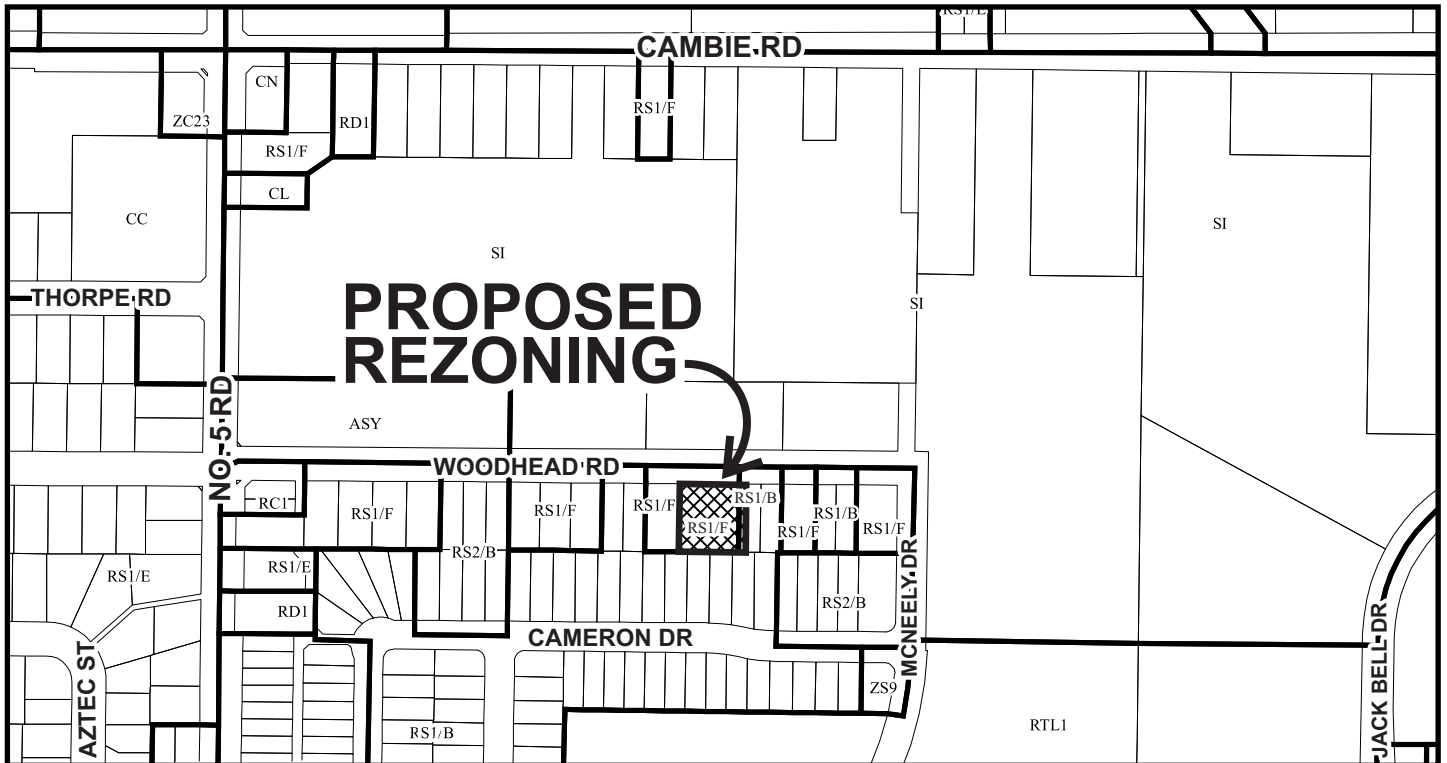 RS1/E
CAMBIE RD
CN
RS1/F
ZC23
RD1
RS1/F
CL
CC
SI
SI
THORPE RD
PROPOSED
REZONING
SI
NO. 5 RD
ASY
WOODHEAD RD
RC1
RS1/F
RS1/F
RS1/F
RS1/F
RS1/B
RS1/F
RS1/B
RS1/F
RS2/B
RS1/E
RS1/E
RD1
RS2/B
CAMERON DR
MCNEELY DR
AZTEC ST
ZS9
RS1/B
RTL1
JACK BELL DR